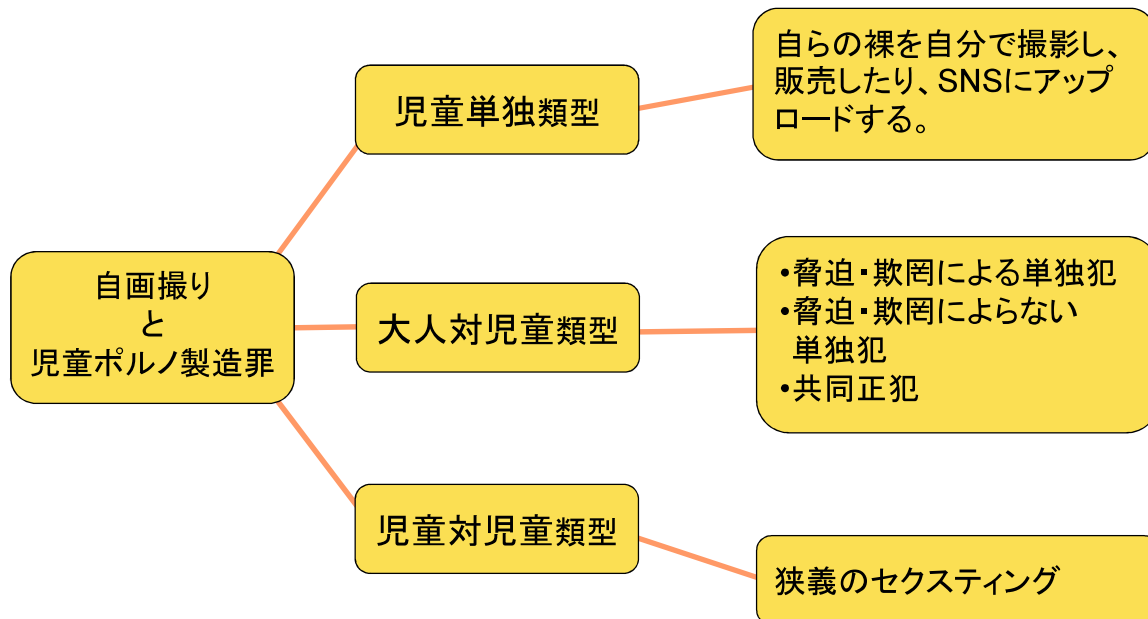 自画撮り
と
児童ポルノ製造罪
児童単独類型
自らの裸を自分で撮影し、
販売したり、SNSにアップ
ロードする。
大人対児童類型
•脅迫・欺罔による単独犯
•脅迫・欺罔によらない
単独犯
•共同正犯
児童対児童類型
狭義のセクスティング